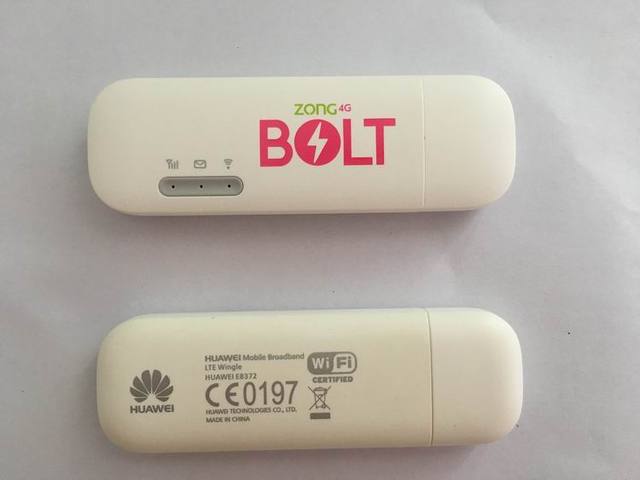 ZONG 4G
BOLT
HUAWEI Mobile Broadband
LTE Wingle
HUAWEI E8372
CE0197
HUAWEI TECHNOLOGIES CO., LTD.
MADE IN CHINA
Wi Fi
CERTIFIED
HUAWEI